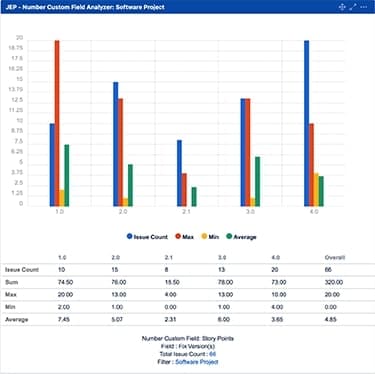 JEP - Number Custom Field Analyzer: Software Project
20
18.75
17.5
16.25
15
13.75
12.5
11.25
10
8.75
7.5
6.25
5
3.75
2.5
1.25
0
1.0 2.0 2.1 3.0 4.0
Issue Count Max Min Average
1.0 2.0 2.1 3.0 4.0 Overall
Issue Count 10 15 8 13 20 66
Sum 74.50 76.00 18.50 78.00 73.00 320.00
Max 20.00 13.00 4.00 13.00 10.00 20.00
Min 2.00 1.00 0.00 1.00 4.00 0.00
Average 7.45 5.07 2.31 6.00 3.65 4.85
Number Custom Field: Story Points
Field : Fix Version(s)
Total Issue Count : 66
Filter : Software Project